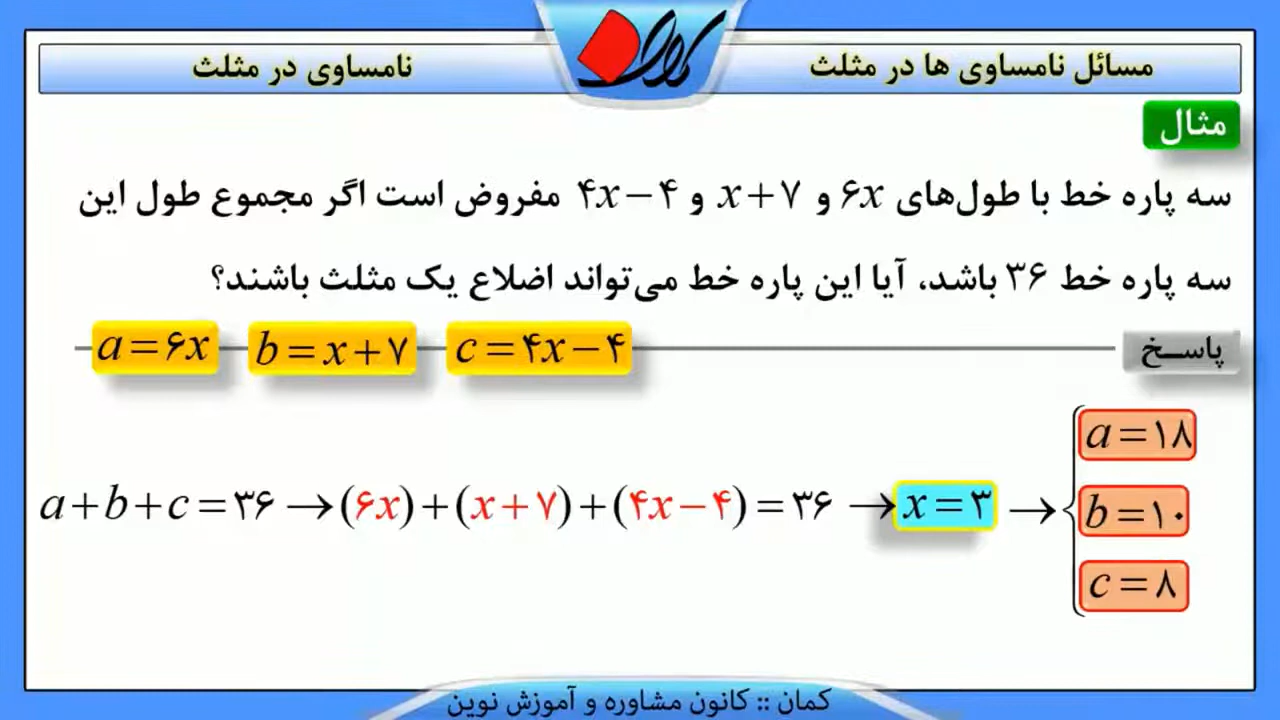 مسائل نامساوی ها در مثلث
کمان
نامساوی در مثلث
مثال
سه پاره خط با طول‌های ۶x و x+۷ و ۴x−۴ مفروض است اگر مجموع طول این
سه پاره خط ۳۶ باشد، آیا این پاره خط می‌تواند اضلاع یک مثلث باشند؟
پاســخ
a=۶x b=x+۷ c=۴x−۴
a+b+c=۳۶→(۶x)+(x+۷)+(۴x−۴)=۳۶→x=۳→
a=۱۸
b=۱۰
c=۸
کمان :: کانون مشاوره و آموزش نوین